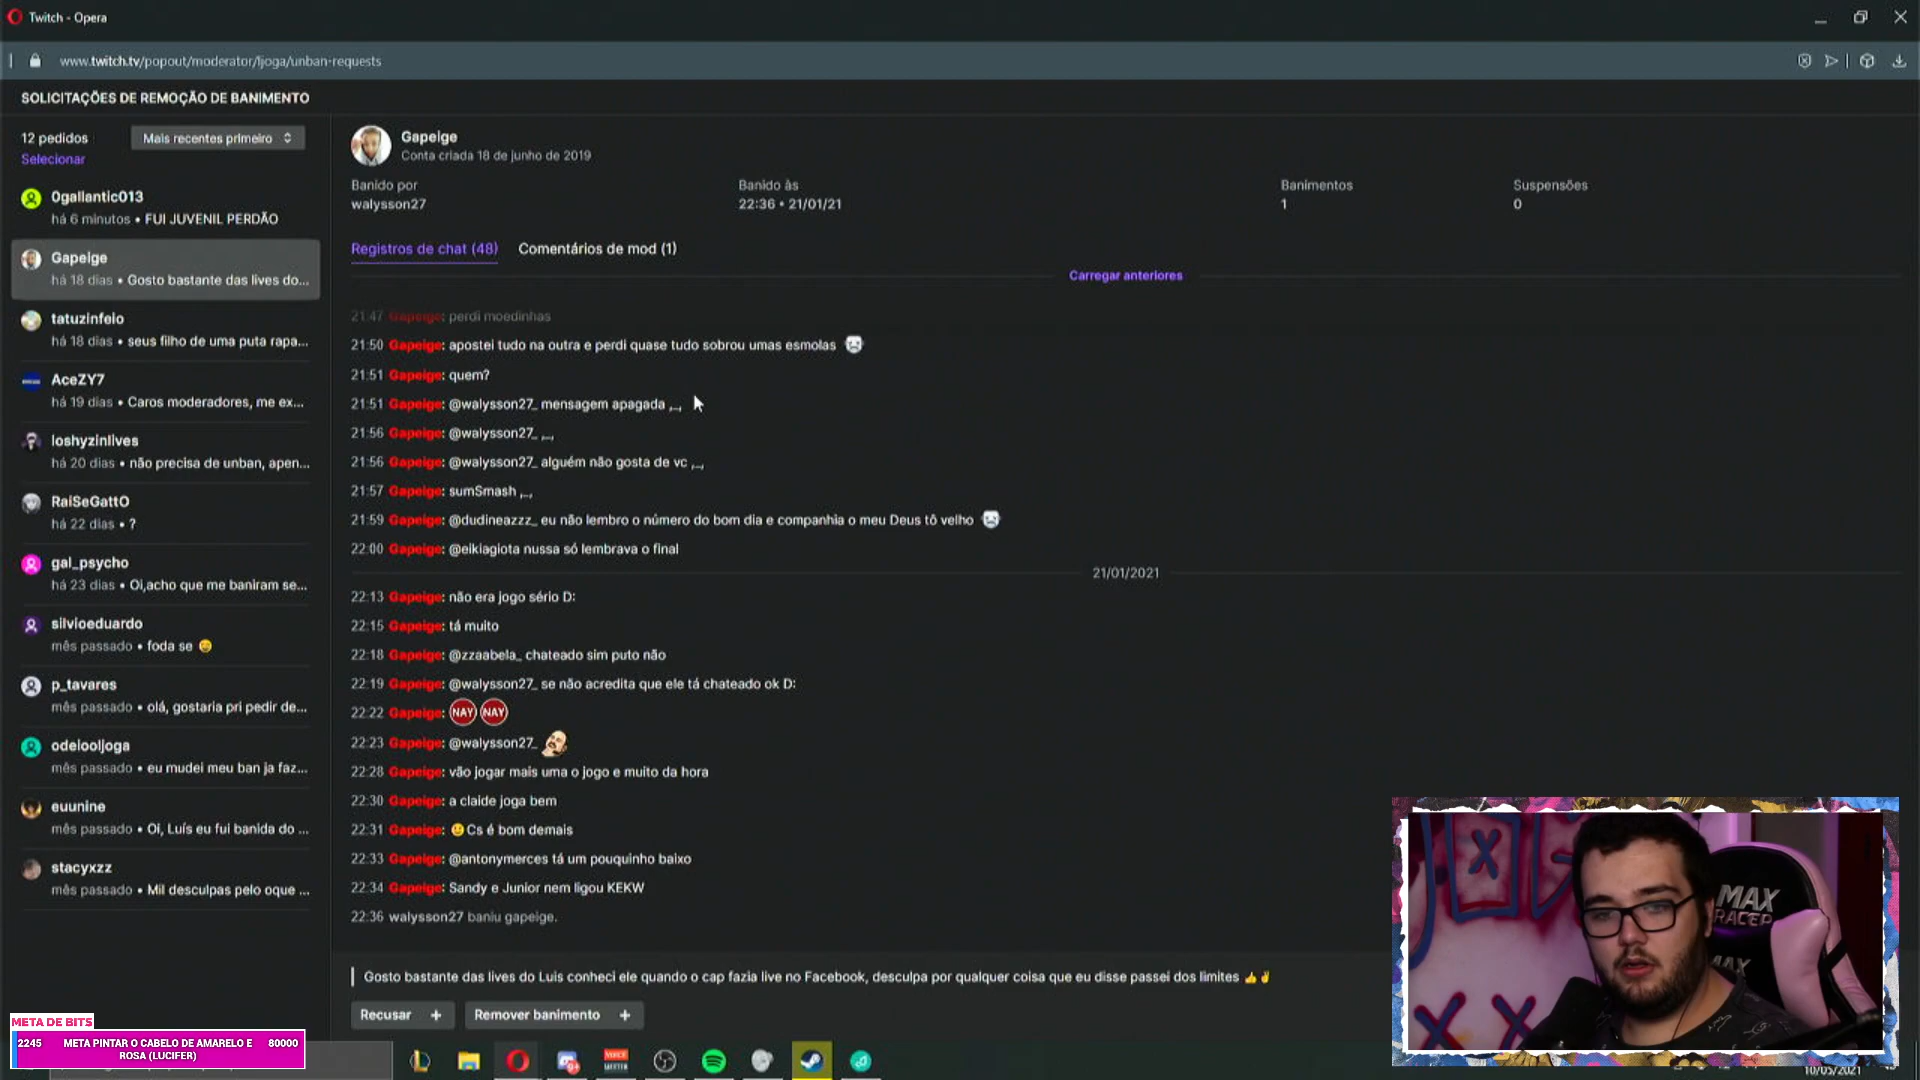 Twitch - Opera
www.twitch.tv/popout/moderator/ljoga/unban-requests
SOLICITAÇÕES DE REMOÇÃO DE BANIMENTO
12 pedidos
Mais recentes primeiro
Selecionar
0gallantic013
há 6 minutos • FUI JUVENIL PERDÃO
Gapeige
há 18 dias • Gosto bastante das lives do...
tatuzinfeio
há 18 dias • seus filho de uma puta rapa...
AceZY7
há 19 dias • Caros moderadores, me ex...
loshyzinlives
há 20 dias • não precisa de unban, apen...
RaiSeGattO
há 22 dias • ?
gal_psycho
há 23 dias • Oi,acho que me baniram se...
silvioeduardo
mês passado • foda se
p_tavares
mês passado • olá, gostaria pri pedir de...
odeiooljoga
mês passado • eu mudei meu ban ja faz...
euunine
mês passado • Oi, Luís eu fui banida do ...
stacyxzz
mês passado • Mil desculpas pelo oque ...
Gapeige
Conta criada 18 de junho de 2019
Banido por
walysson27
Banido às
22:36 • 21/01/21
Banimentos
1
Suspensões
0
Registros de chat (48)
Comentários de mod (1)
Carregar anteriores
21:47 Gapeige: perdi moedinhas
21:50 Gapeige: apostei tudo na outra e perdi quase tudo sobrou umas esmolas
21:51 Gapeige: quem?
21:51 Gapeige: @walysson27_ mensagem apagada ,-,
21:56 Gapeige: @walysson27_ ,-,
21:56 Gapeige: @walysson27_ alguém não gosta de vc ,-,
21:57 Gapeige: sumSmash ,-,
21:59 Gapeige: @dudineazzz_ eu não lembro o número do bom dia e companhia o meu Deus tô velho
22:00 Gapeige: @eikiagiota nussa só lembrava o final
21/01/2021
22:13 Gapeige: não era jogo sério D:
22:15 Gapeige: tá muito
22:18 Gapeige: @zzaabela_ chateado sim puto não
22:19 Gapeige: @walysson27_ se não acredita que ele tá chateado ok D:
22:22 Gapeige: NAY NAY
22:23 Gapeige: @walysson27_
22:28 Gapeige: vão jogar mais uma o jogo e muito da hora
22:30 Gapeige: a claide joga bem
22:31 Gapeige: Cs é bom demais
22:33 Gapeige: @antonymerces tá um pouquinho baixo
22:34 Gapeige: Sandy e Junior nem ligou KEKW
22:36 walysson27 baniu gapeige.
Gosto bastante das lives do Luis conheci ele quando o cap fazia live no Facebook, desculpa por qualquer coisa que eu disse passei dos limites 👍✌
Recusar +
Remover banimento +
META DE BITS
2245 META PINTAR O CABELO DE AMARELO E 80000
ROSA (LUCIFER)
MAX
RACER
MAX
10/05/2021